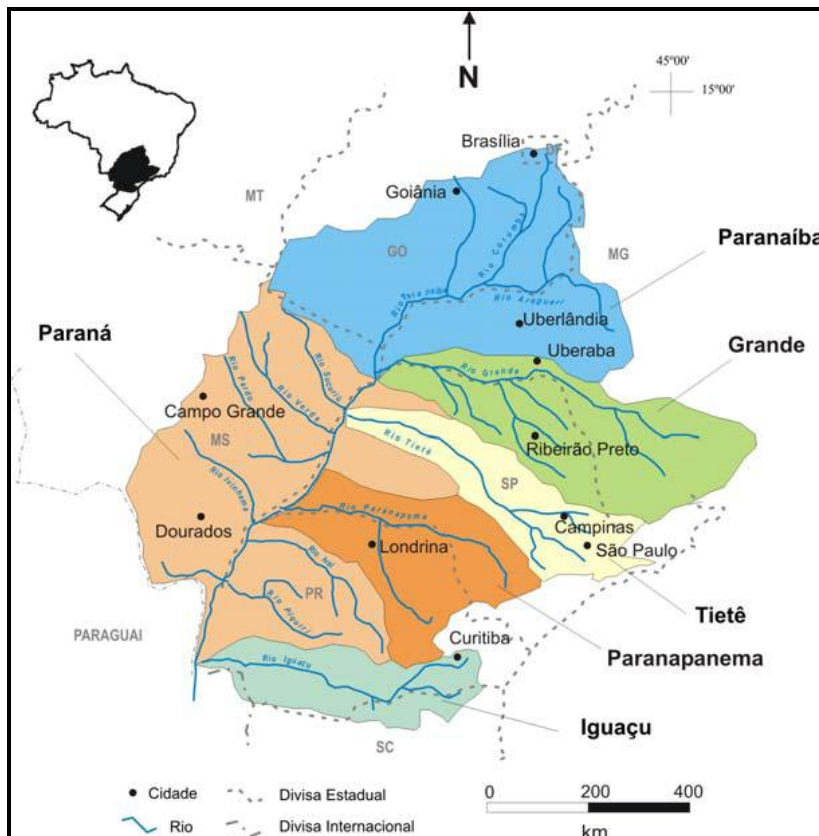 N
45°00'
15°00'
Brasília
DF
Goiânia
MT
GO
Rio Corumbá
MG
Paranaíba
Rio Araguari
Uberlândia
Uberaba
Paraná
Rio Sucuriú
Rio Verde
Rio Pardo
Rio Grande
Grande
Campo Grande
MS
Rio Tietê
Ribeirão Preto
SP
Rio Ivinhema
Rio Paranapema
Dourados
Londrina
Campinas
São Paulo
Rio Ivaí
PR
Rio Piquiri
Tietê
PARAGUAI
Curitiba
Paranapanema
Rio Iguaçu
Iguaçu
SC
Cidade
Divisa Estadual
0 200 400
Rio
Divisa Internacional
km